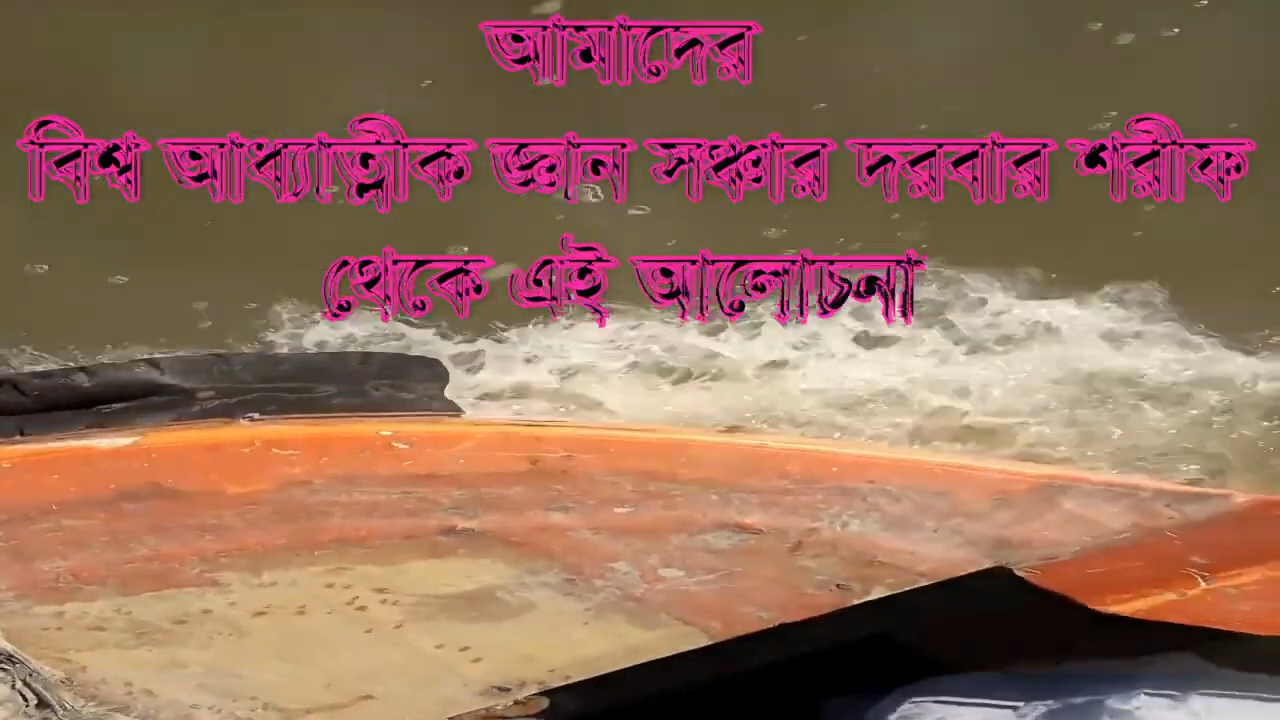 আমাদের
বিশ্ব আধ্যাত্নীক জ্ঞান সঞ্চার দরবার শরীফ
থেকে এই আলোচনা